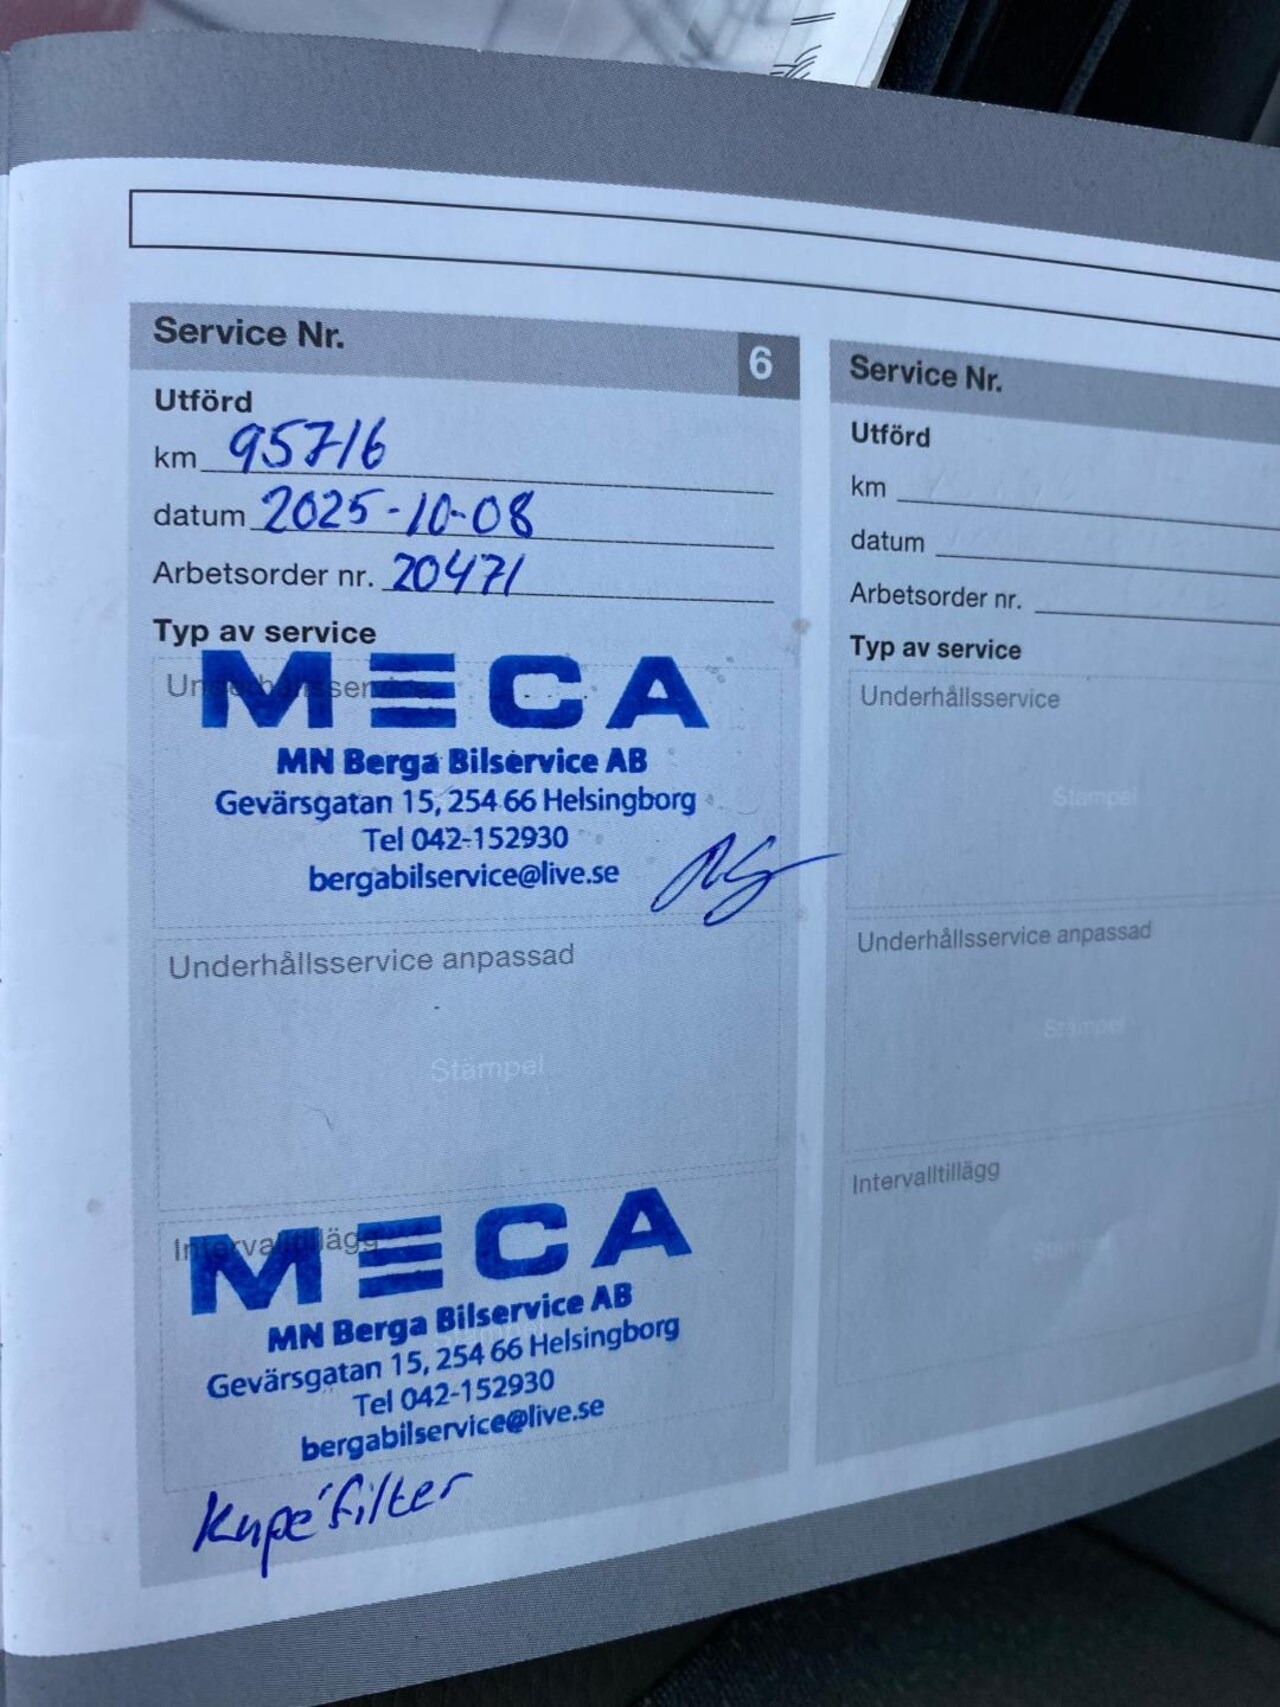 Service Nr. 6
Utförd
km 95716
datum 2025-10-08
Arbetsorder nr. 20471
Typ av service
Underhållsservice
MECA
MN Berga Bilservice AB
Gevärsgatan 15, 254 66 Helsingborg
Tel 042-152930
bergabilservice@live.se
Underhållsservice anpassad
Stämpel
Intervalltillägg
MECA
Stämpel
MN Berga Bilservice AB
Gevärsgatan 15, 254 66 Helsingborg
Tel 042-152930
bergabilservice@live.se
Kupéfilter
Service Nr.
Utförd
km
datum
Arbetsorder nr.
Typ av service
Underhållsservice
Stämpel
Underhållsservice anpassad
Stämpel
Intervalltillägg